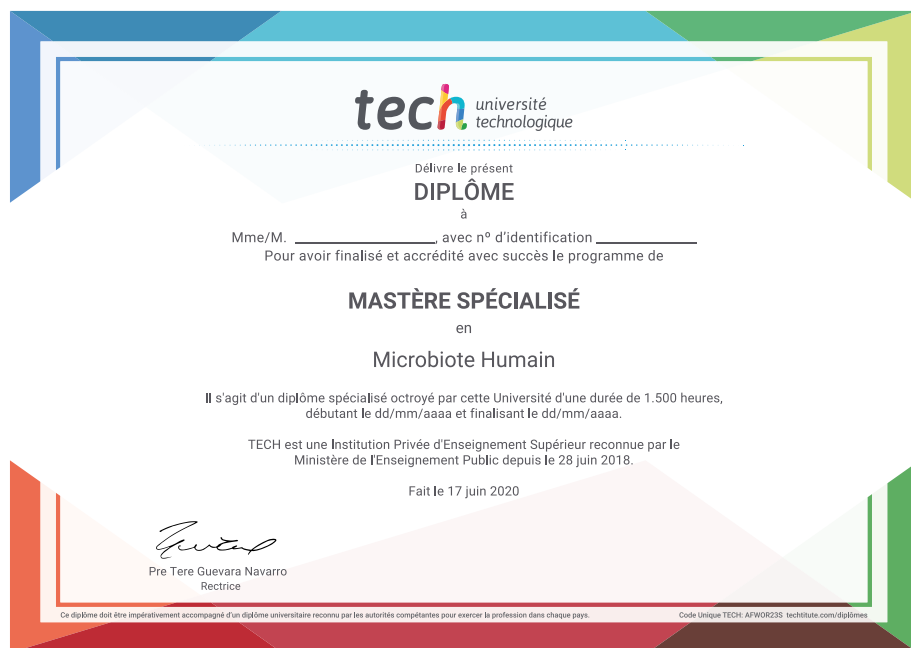 tech université
technologique
Délivre le présent
DIPLÔME
à
Mme/M. ____________, avec nº d'identification ____________
Pour avoir finalisé et accrédité avec succès le programme de
MASTÈRE SPÉCIALISÉ
en
Microbiote Humain
Il s'agit d'un diplôme spécialisé octroyé par cette Université d'une durée de 1.500 heures,
débutant le dd/mm/aaaa et finalisant le dd/mm/aaaa.
TECH est une Institution Privée d'Enseignement Supérieur reconnue par le
Ministère de l'Enseignement Public depuis le 28 juin 2018.
Fait le 17 juin 2020
Pre Tere Guevara Navarro
Rectrice
Ce diplôme doit être impérativement accompagné d'un diplôme universitaire reconnu par les autorités compétantes pour exercer la profession dans chaque pays.
Code Unique TECH: AFWOR23S techtitute.com/diplômes